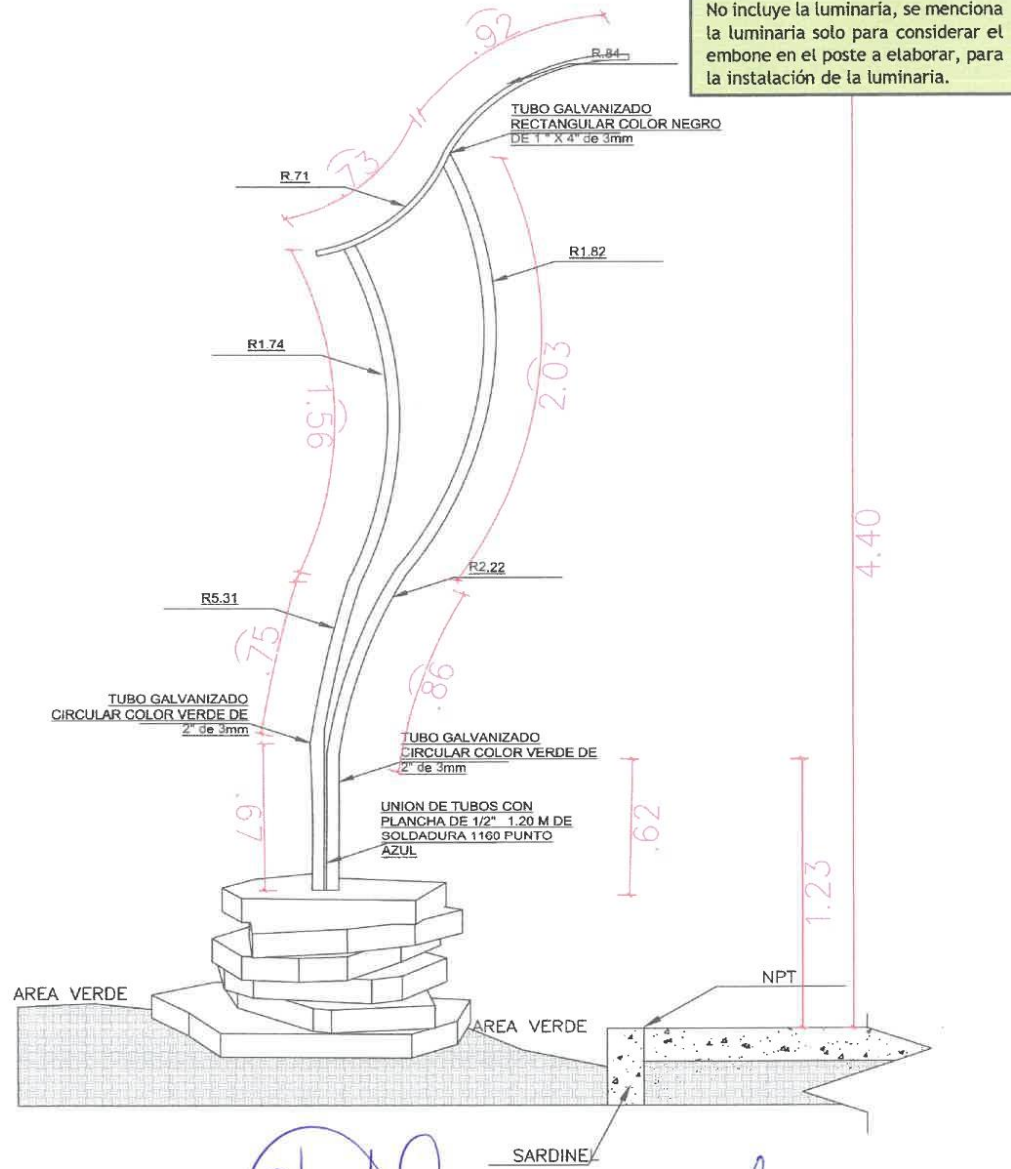 No incluye la luminaria, se menciona
la luminaria solo para considerar el
embone en el poste a elaborar, para
la instalación de la luminaria.
.92
R.84
TUBO GALVANIZADO
RECTANGULAR COLOR NEGRO
DE 1" X 4" de 3mm
.73
R.71
R1.82
R1.74
1.56
2.03
4.40
R2.22
R5.31
.75
.86
TUBO GALVANIZADO
CIRCULAR COLOR VERDE DE
2" de 3mm
TUBO GALVANIZADO
CIRCULAR COLOR VERDE DE
2" de 3mm
UNION DE TUBOS CON
PLANCHA DE 1/2" 1.20 M DE
SOLDADURA 1160 PUNTO
AZUL
.67
.62
1.23
NPT
AREA VERDE
AREA VERDE
SARDINEL